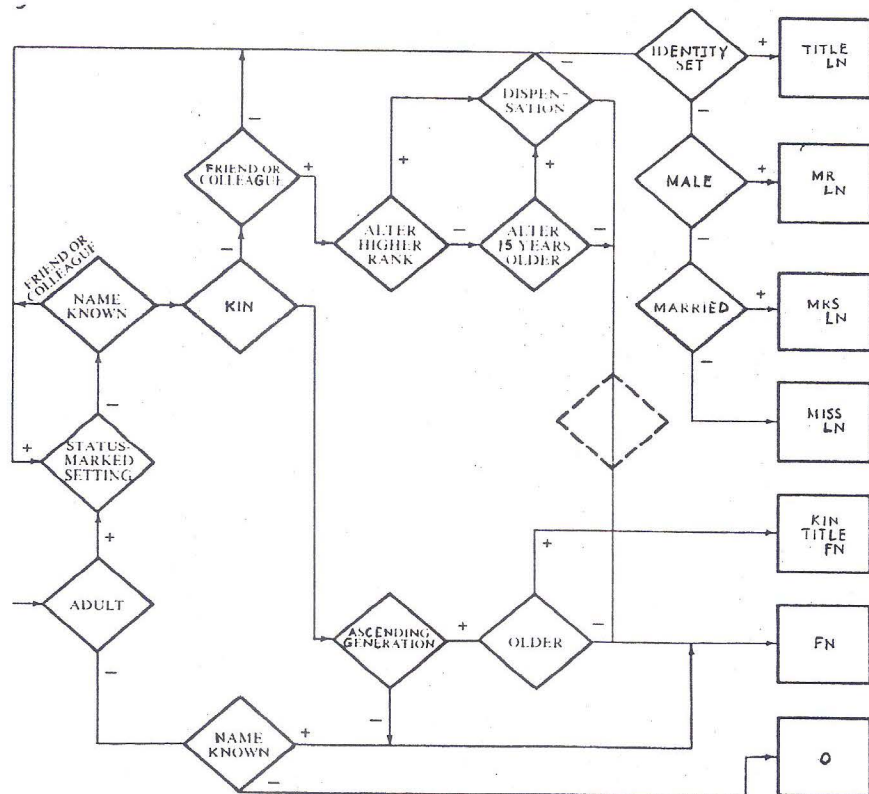 IDENTITY
SET
+
TITLE
LN
+
−
−
DISPEN-
SATION
−
−
FRIEND OR
COLLEAGUE
+
+
+
MALE
+
MR
LN
−
ALTER
HIGHER
RANK
−
ALTER
15 YEARS
OLDER
−
−
FRIEND OR
COLLEAGUE
NAME
KNOWN
KIN
MARRIED
+
MRS
LN
−
−
MISS
LN
+
STATUS-
MARKED
SETTING
+
KIN
TITLE
FN
+
ADULT
ASCENDING
GENERATION
+
OLDER
−
FN
−
−
NAME
KNOWN
+
−
O